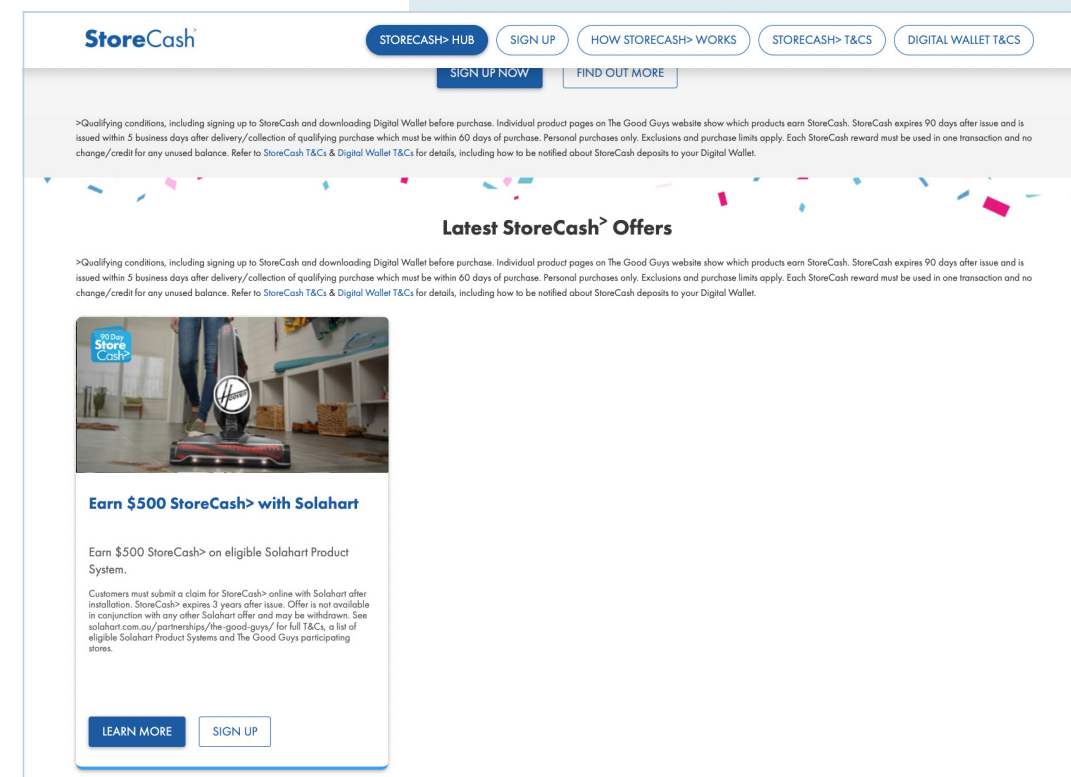 StoreCash>
STORECASH> HUB
SIGN UP
HOW STORECASH> WORKS
STORECASH> T&CS
DIGITAL WALLET T&CS
SIGN UP NOW
FIND OUT MORE
>Qualifying conditions, including signing up to StoreCash and downloading Digital Wallet before purchase. Individual product pages on The Good Guys website show which products earn StoreCash. StoreCash expires 90 days after issue and is
issued within 5 business days after delivery/collection of qualifying purchase which must be within 60 days of purchase. Personal purchases only. Exclusions and purchase limits apply. Each StoreCash reward must be used in one transaction and no
change/credit for any unused balance. Refer to StoreCash T&Cs & Digital Wallet T&Cs for details, including how to be notified about StoreCash deposits to your Digital Wallet.
Latest StoreCash> Offers
>Qualifying conditions, including signing up to StoreCash and downloading Digital Wallet before purchase. Individual product pages on The Good Guys website show which products earn StoreCash. StoreCash expires 90 days after issue and is
issued within 5 business days after delivery/collection of qualifying purchase which must be within 60 days of purchase. Personal purchases only. Exclusions and purchase limits apply. Each StoreCash reward must be used in one transaction and no
change/credit for any unused balance. Refer to StoreCash T&Cs & Digital Wallet T&Cs for details, including how to be notified about StoreCash deposits to your Digital Wallet.
90 Day
Store
Cash>
Hoover
Earn $500 StoreCash> with Solahart
Earn $500 StoreCash> on eligible Solahart Product
System.
Customers must submit a claim for StoreCash> online with Solahart after
installation. StoreCash> expires 3 years after issue. Offer is not available
in conjunction with any other Solahart offer and may be withdrawn. See
solahart.com.au/partnerships/the-good-guys/ for full T&Cs, a list of
eligible Solahart Product Systems and The Good Guys participating
stores.
LEARN MORE
SIGN UP